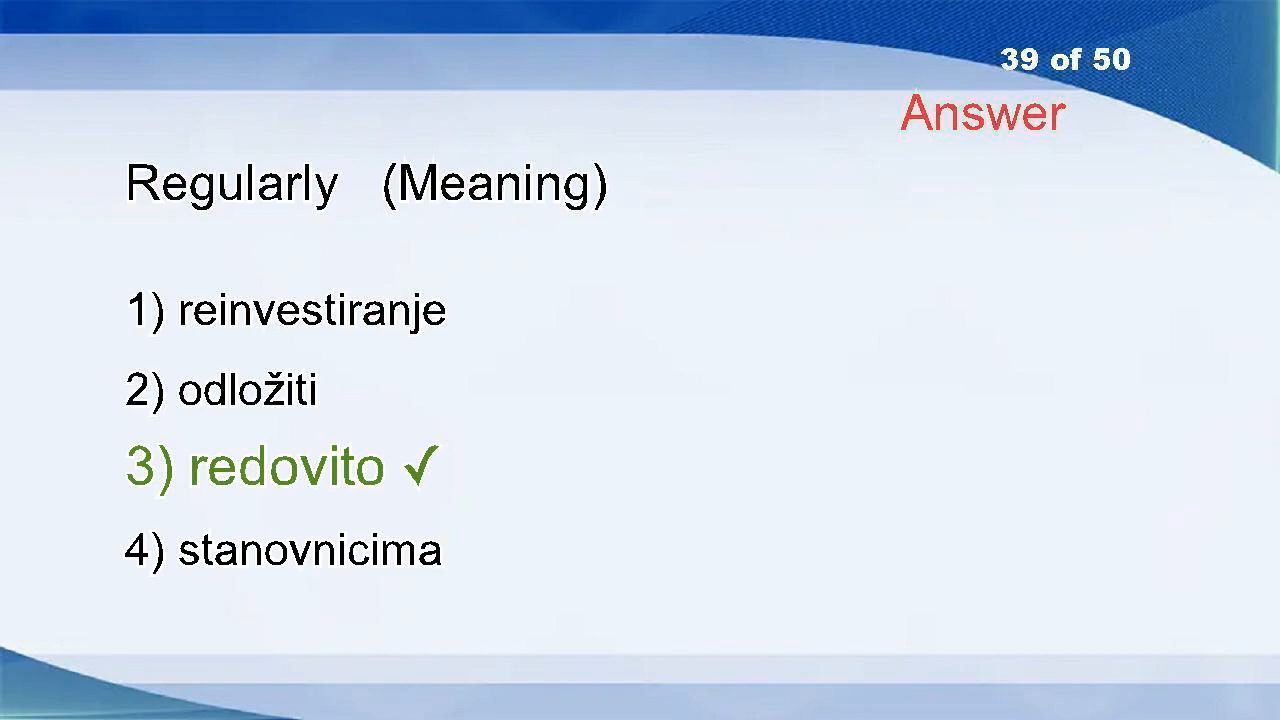 39 of 50
Answer
Regularly (Meaning)
1) reinvestiranje
2) odložiti
3) redovito ✓
4) stanovnicima